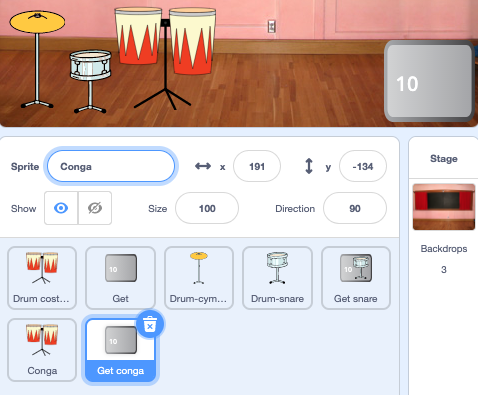 10
Sprite Conga x 191 y -134
Stage
Show Size 100 Direction 90
Backdrops
3
10
10
Drum cost... Get Drum-cym... Drum-snare Get snare
10
Conga Get conga